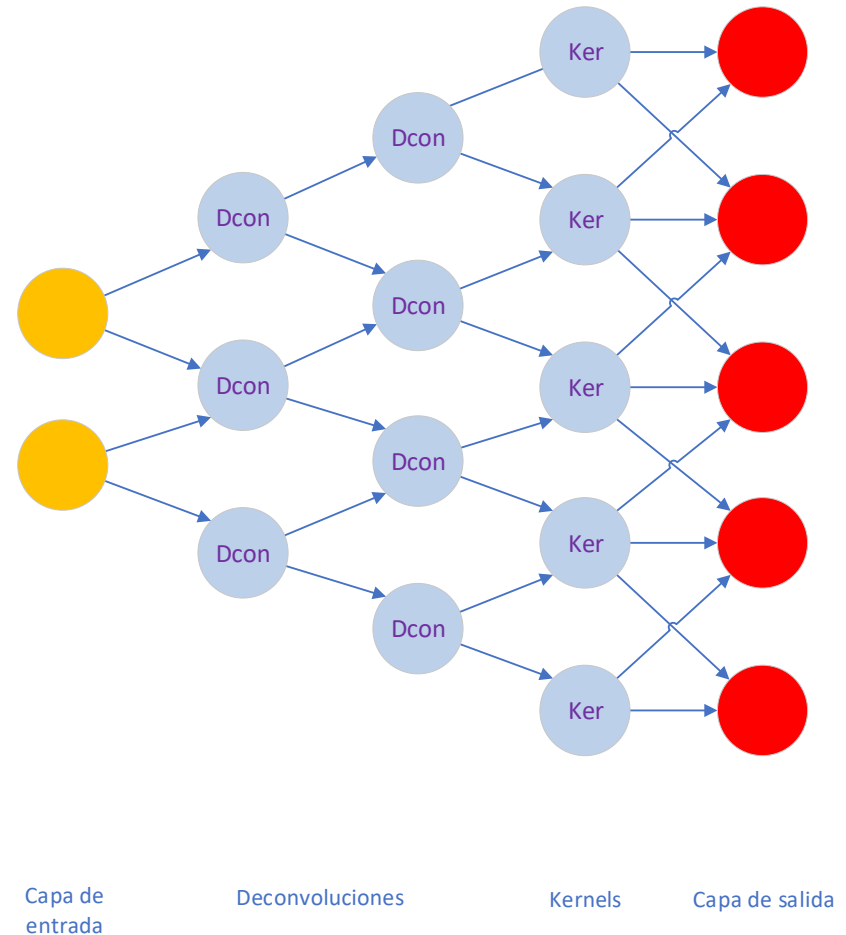 Ker
Dcon
Dcon
Ker
Dcon
Dcon
Ker
Dcon
Dcon
Ker
Dcon
Ker
Capa de
entrada
Deconvoluciones
Kernels
Capa de salida